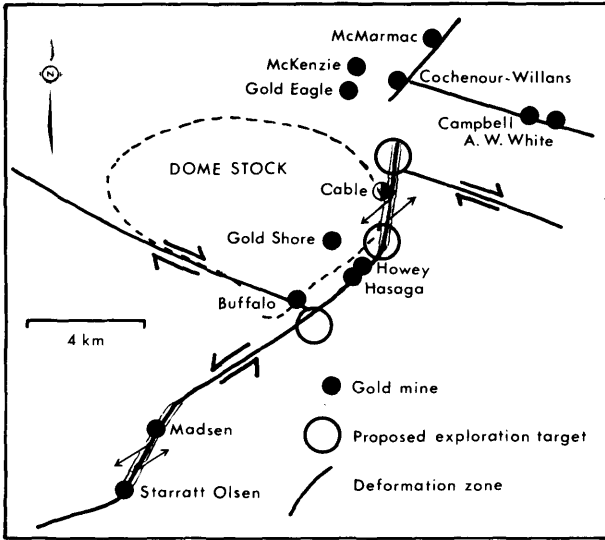 McMarmac
McKenzie
Gold Eagle
Cochenour-Willans
Campbell
A. W. White
N
DOME STOCK
Cable
Gold Shore
Howey
Hasaga
Buffalo
4 km
Gold mine
Madsen
Proposed exploration target
Starratt Olsen
Deformation zone